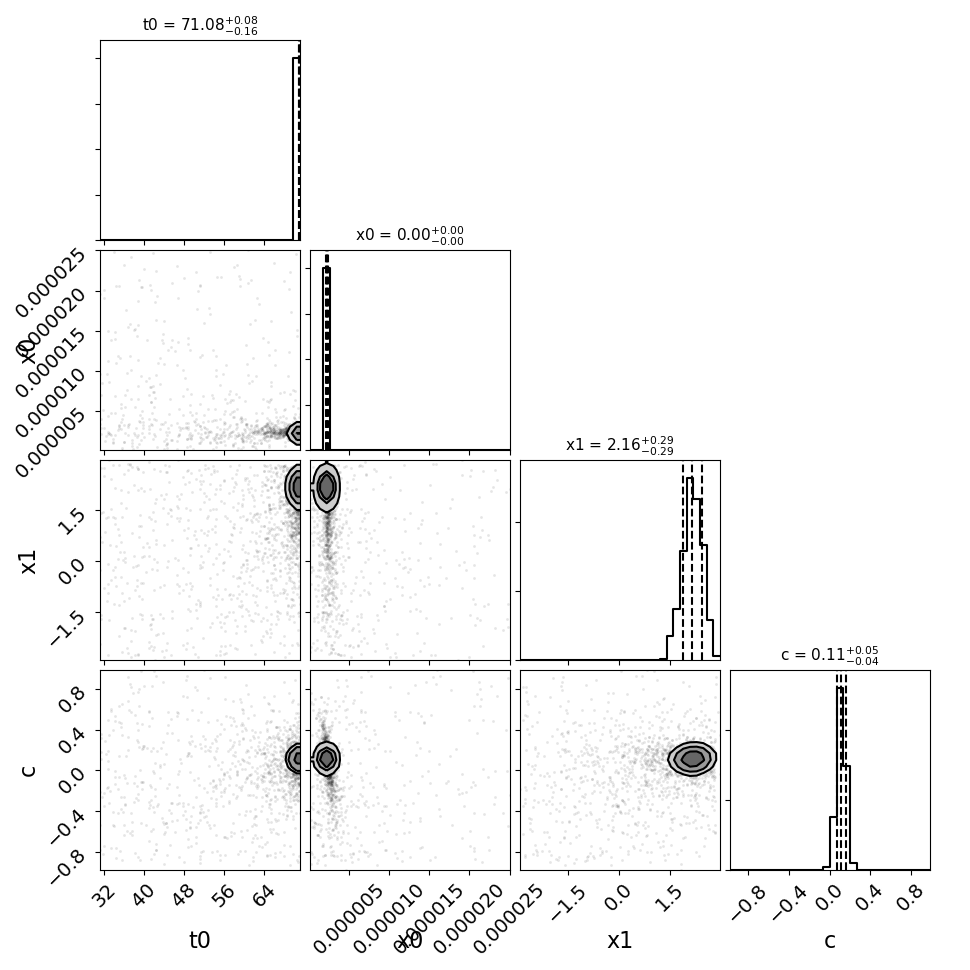 t0 = 71.08+0.08−0.16
x0 = 0.00+0.00−0.00
0.000025
0.000020
0.000015
0.000010
0.000005
x0
x1 = 2.16+0.29−0.29
1.5
0.0
−1.5
x1
c = 0.11+0.05−0.04
0.8
0.4
0.0
−0.4
−0.8
c
32 40 48 56 64
0.000005 0.000010 0.000015 0.000020 0.000025
−1.5 0.0 1.5
−0.8 −0.4 0.0 0.4 0.8
t0 x0 x1 c